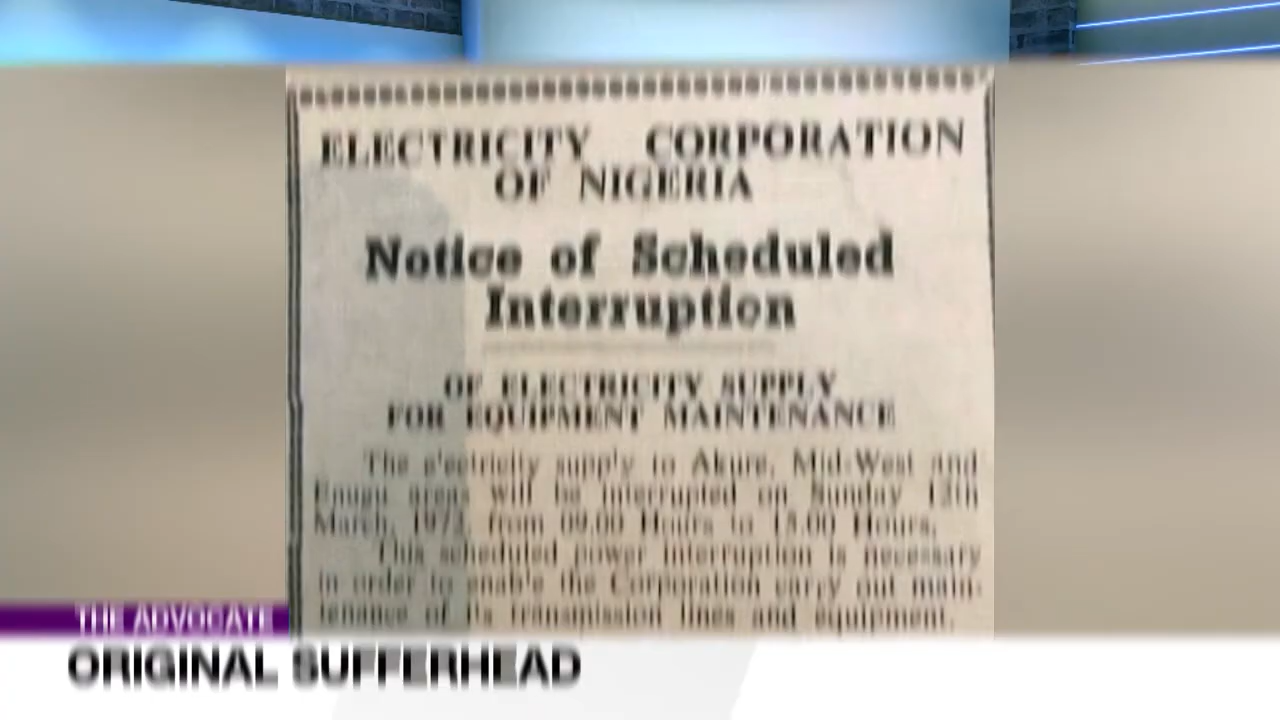 ELECTRICITY CORPORATION
OF NIGERIA
Notice of Scheduled
Interruption
OF ELECTRICITY SUPPLY
FOR EQUIPMENT MAINTENANCE
The electricity supply to Akure, Mid-West and
Enugu areas will be interrupted on Sunday 12th
March, 1972, from 09.00 Hours to 15.00 Hours.
This scheduled power interruption is necessary
in order to enable the Corporation carry out main-
tenance of its transmission lines and equipment.
THE ADVOCATE
ORIGINAL SUFFERHEAD